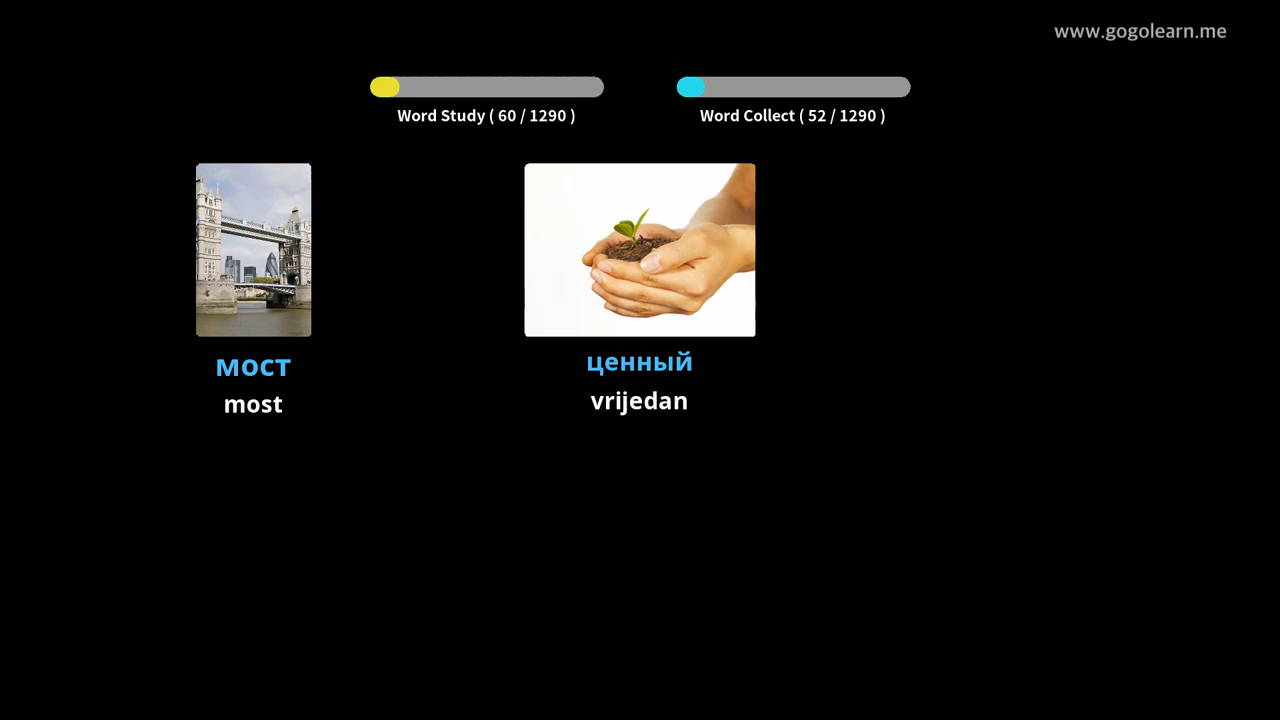 www.gogolearn.me
Word Study ( 60 / 1290 )
Word Collect ( 52 / 1290 )
мост
most
ценный
vrijedan